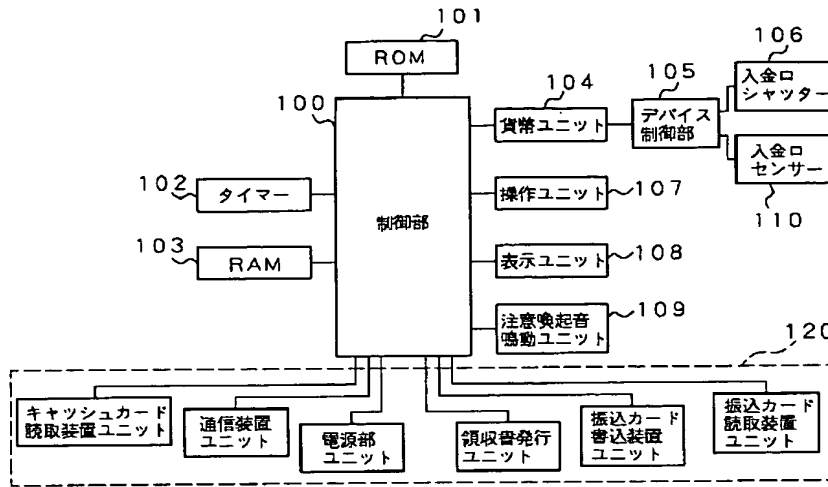 101
ROM
100
104
貨幣ユニット
105
デバイス
制御部
106
入金口
シャッター
入金口
センサー
110
102
タイマー
103
RAM
制御部
操作ユニット
107
表示ユニット
108
注意喚起音
鳴動ユニット
109
120
キャッシュカード
読取装置ユニット
通信装置
ユニット
電源部
ユニット
領収書発行
ユニット
振込カード
書込装置
ユニット
振込カード
読取装置
ユニット